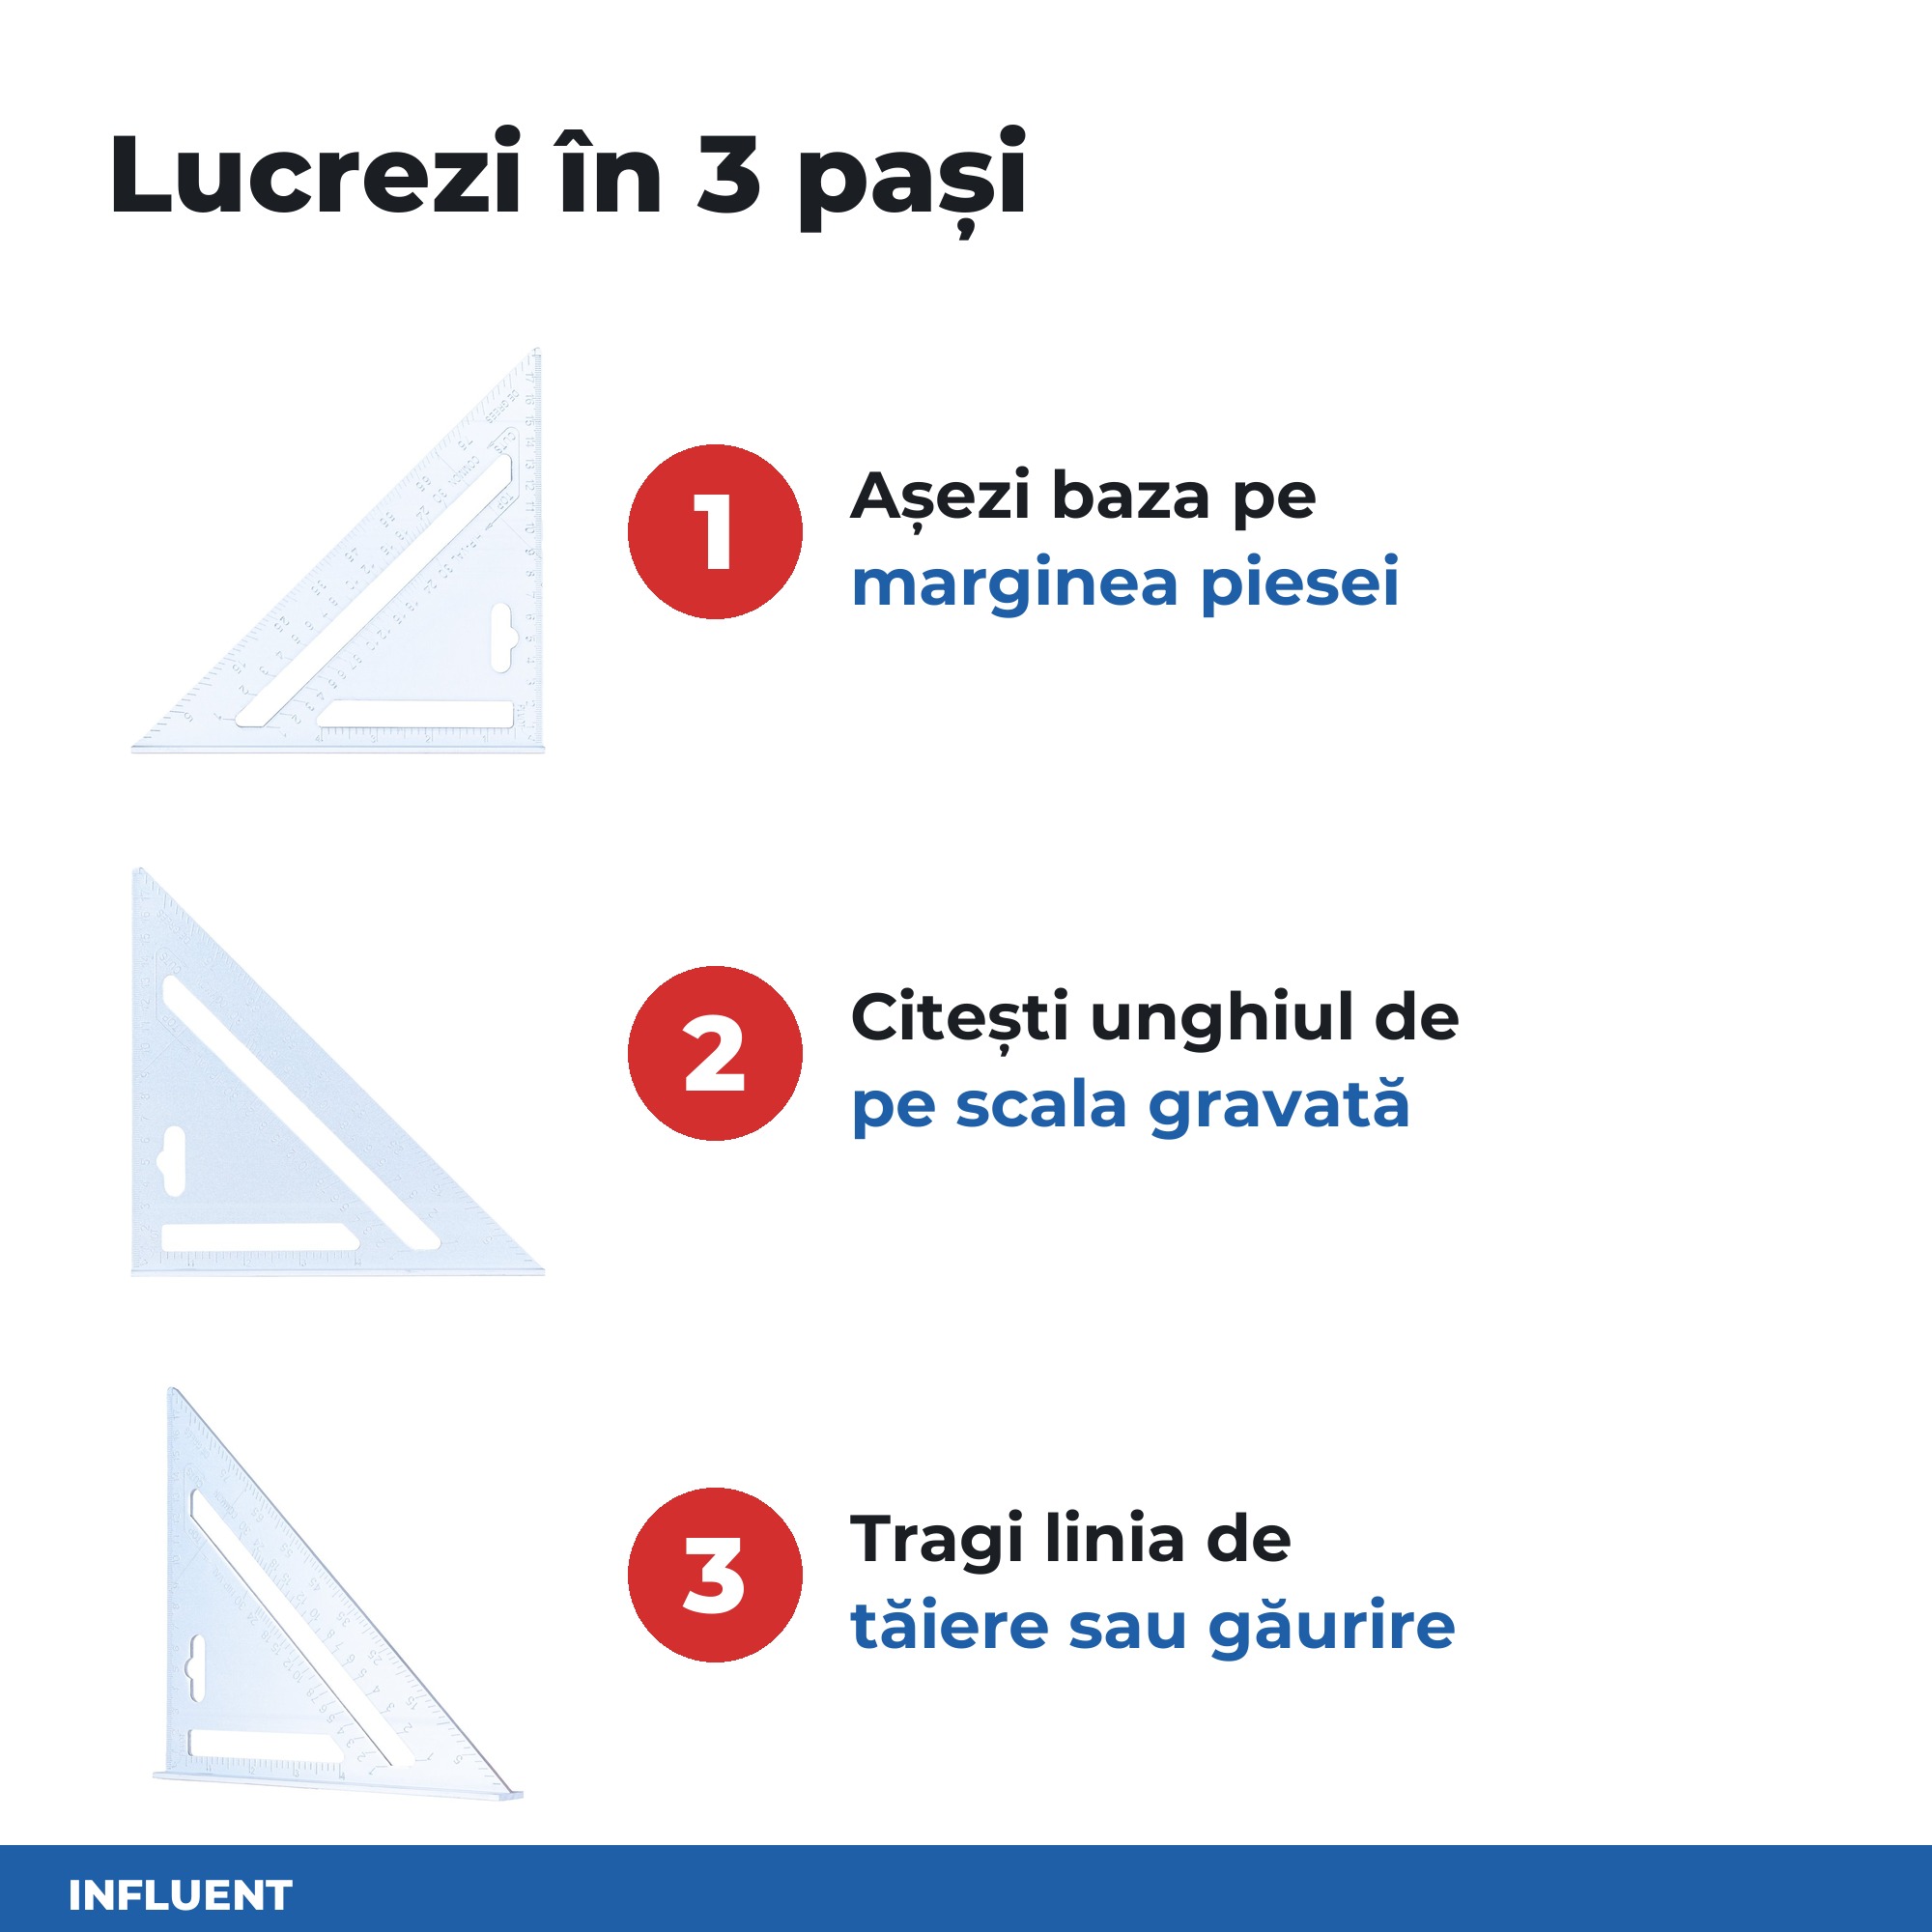 Lucrezi în 3 pași
1
Așezi baza pe
marginea piesei
2
Citești unghiul de
pe scala gravată
3
Tragi linia de
tăiere sau găurire
INFLUENT